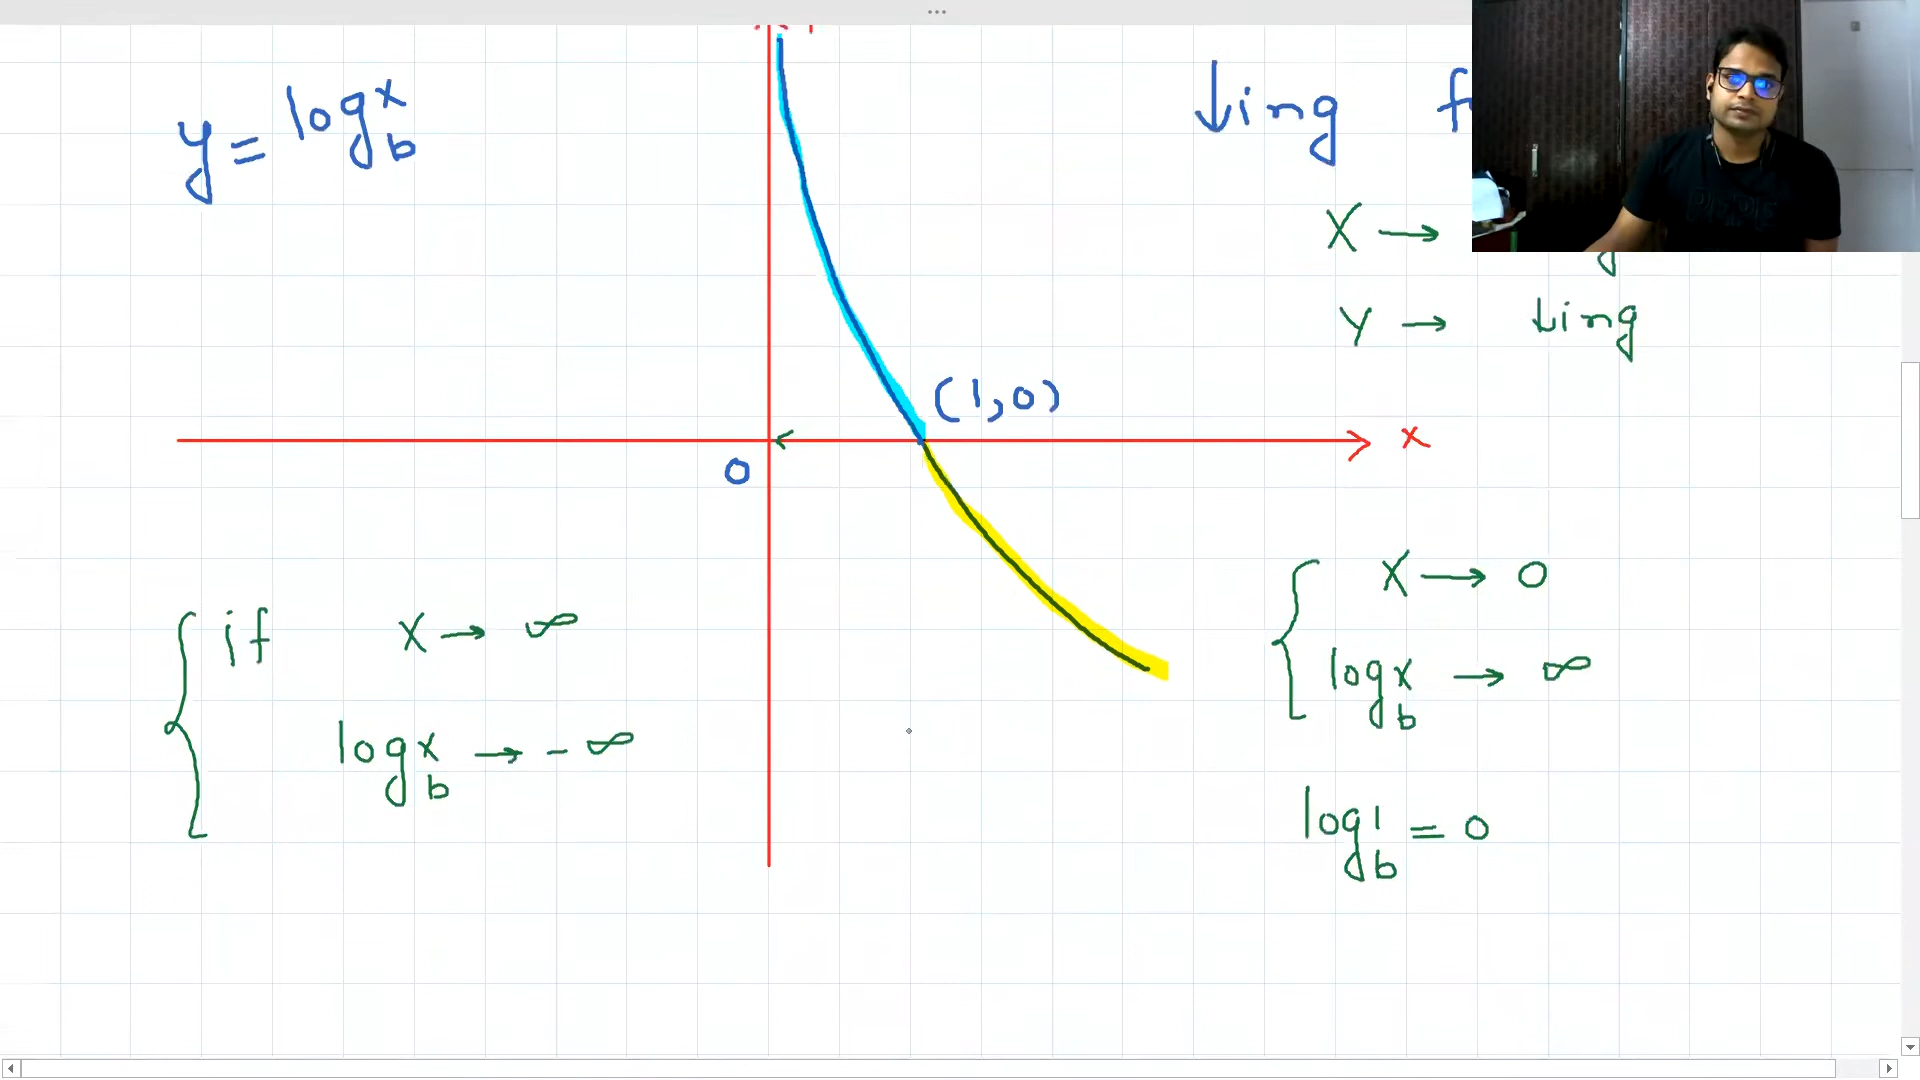 y = log_b x
↓ing f
X →
Y → ↓ing
(1,0)
x
0
if x → ∞
log_b x → - ∞
X → 0
log_b x → ∞
log_b 1 = 0